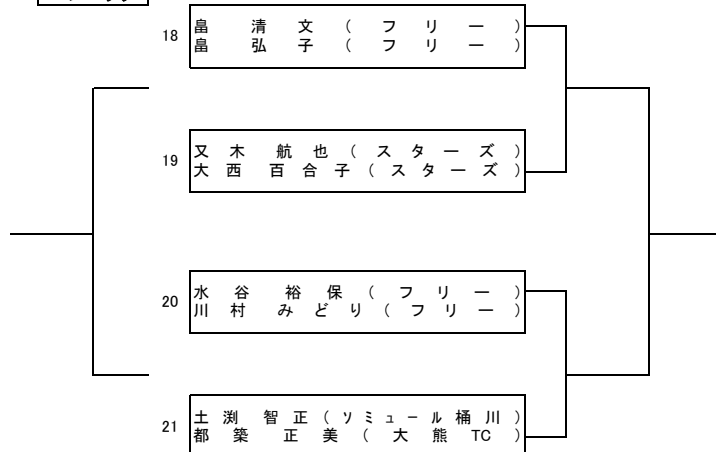 18 畠 清文(フリー)
畠 弘子(フリー)
19 又木 航也(スターズ)
大西 百合子(スターズ)
20 水谷 裕保(フリー)
川村 みどり(フリー)
21 土渕 智正(ソミュール桶川)
都築 正美(大熊TC)